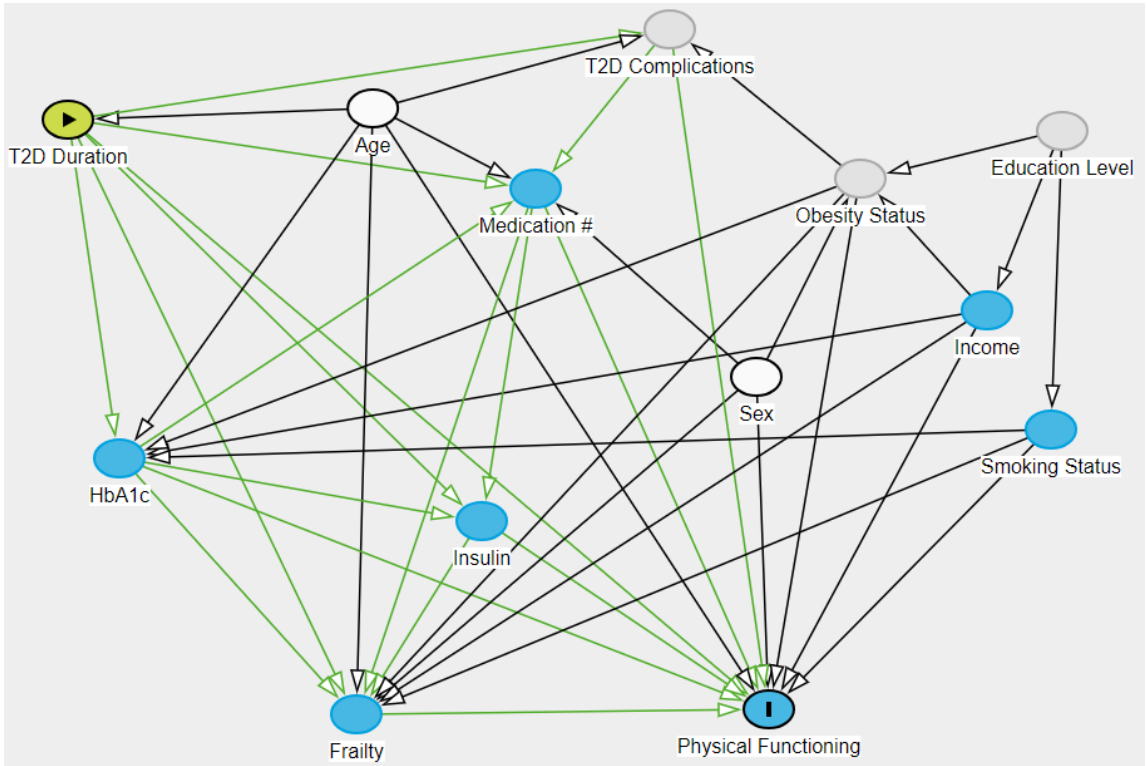 T2D Complications
Age
T2D Duration
Education Level
Obesity Status
Medication #
Income
Sex
Smoking Status
HbA1c
Insulin
Frailty
Physical Functioning